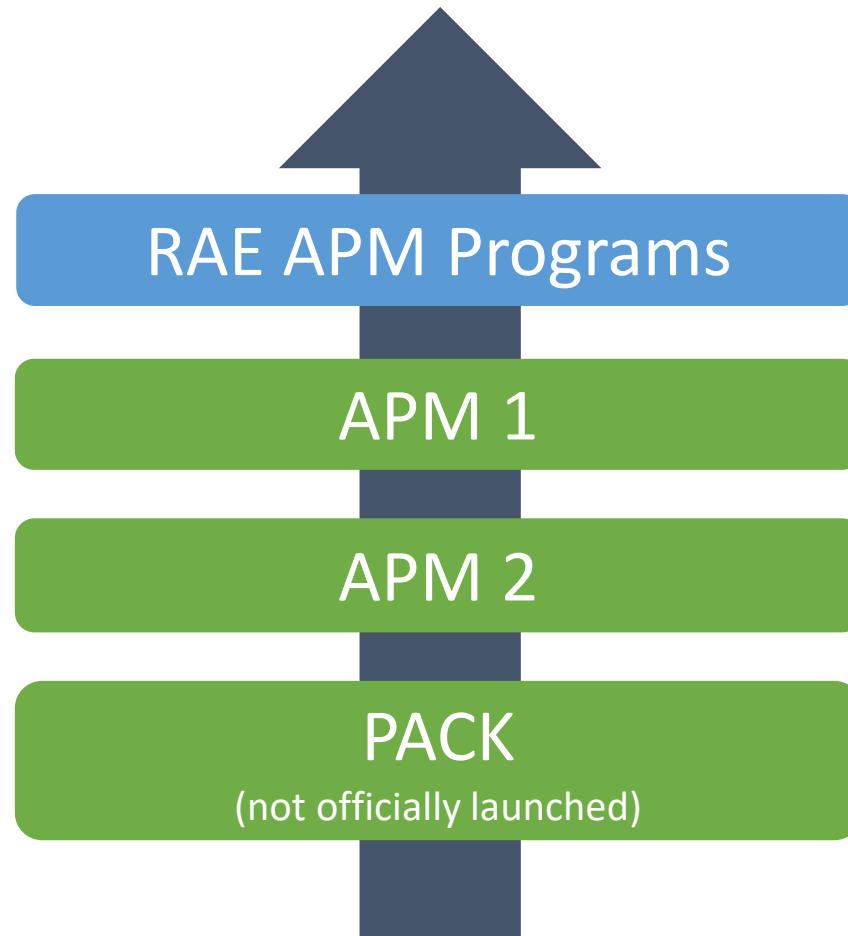 RAE APM Programs
APM 1
APM 2
PACK
(not officially launched)